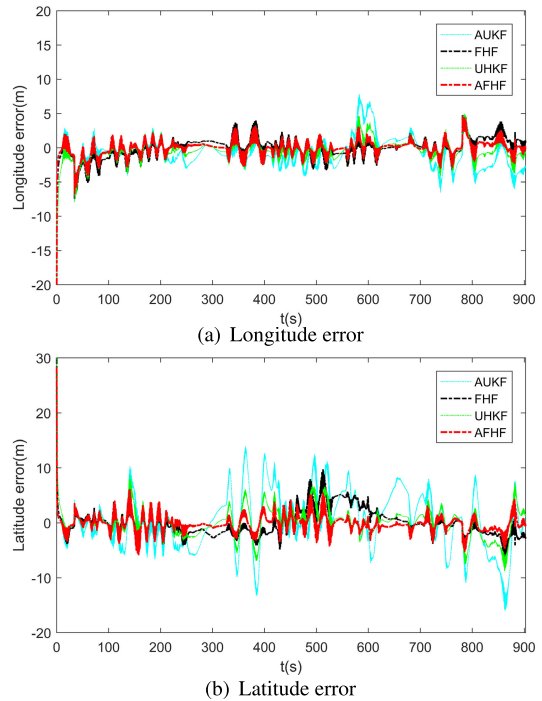 20
15
10
5
0
-5
-10
-15
-20
Longitude error(m)
AUKF
FHF
UHKF
AFHF
0 100 200 300 400 500 600 700 800 900
t(s)
(a) Longitude error
30
20
10
0
-10
-20
Latitude error(m)
AUKF
FHF
UHKF
AFHF
0 100 200 300 400 500 600 700 800 900
t(s)
(b) Latitude error